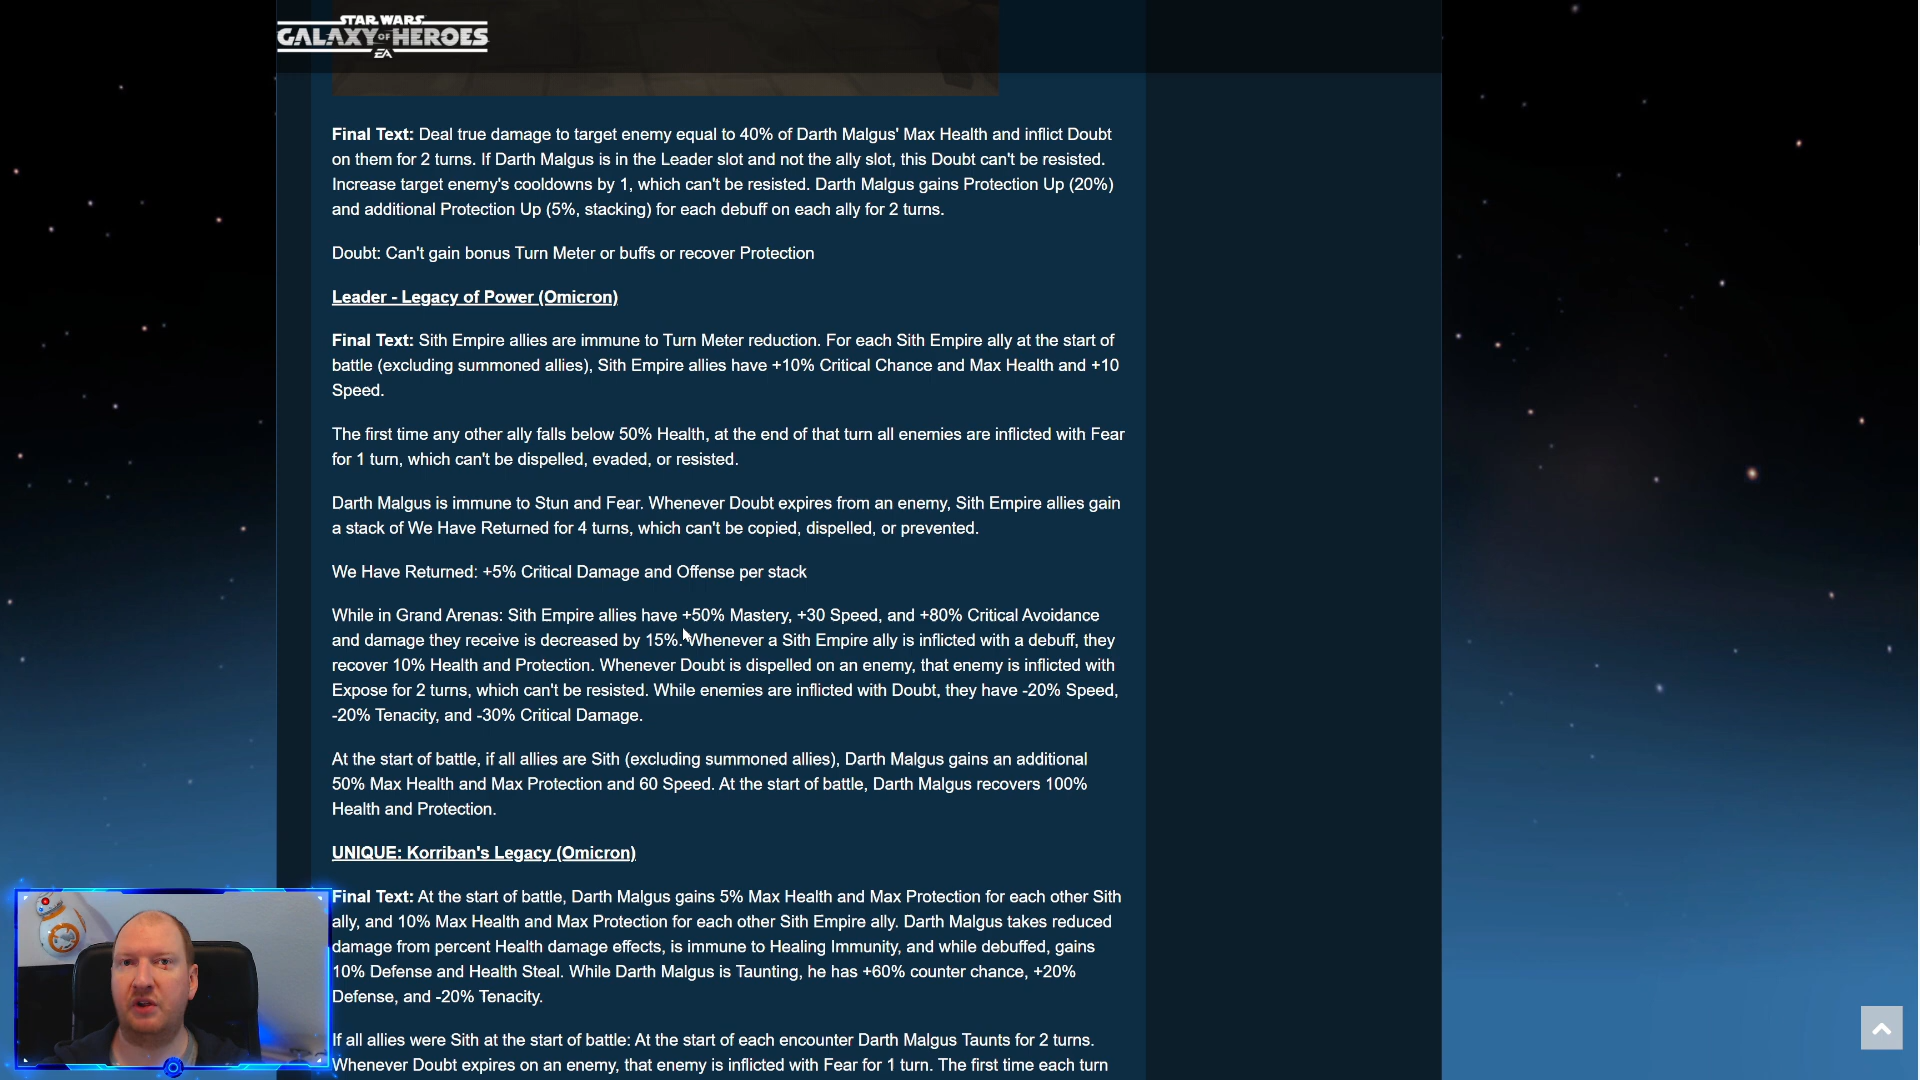 STAR WARS
GALAXY OF HEROES
EA
Final Text: Deal true damage to target enemy equal to 40% of Darth Malgus' Max Health and inflict Doubt
on them for 2 turns. If Darth Malgus is in the Leader slot and not the ally slot, this Doubt can't be resisted.
Increase target enemy's cooldowns by 1, which can't be resisted. Darth Malgus gains Protection Up (20%)
and additional Protection Up (5%, stacking) for each debuff on each ally for 2 turns.
Doubt: Can't gain bonus Turn Meter or buffs or recover Protection
Leader - Legacy of Power (Omicron)
Final Text: Sith Empire allies are immune to Turn Meter reduction. For each Sith Empire ally at the start of
battle (excluding summoned allies), Sith Empire allies have +10% Critical Chance and Max Health and +10
Speed.
The first time any other ally falls below 50% Health, at the end of that turn all enemies are inflicted with Fear
for 1 turn, which can't be dispelled, evaded, or resisted.
Darth Malgus is immune to Stun and Fear. Whenever Doubt expires from an enemy, Sith Empire allies gain
a stack of We Have Returned for 4 turns, which can't be copied, dispelled, or prevented.
We Have Returned: +5% Critical Damage and Offense per stack
While in Grand Arenas: Sith Empire allies have +50% Mastery, +30 Speed, and +80% Critical Avoidance
and damage they receive is decreased by 15%. Whenever a Sith Empire ally is inflicted with a debuff, they
recover 10% Health and Protection. Whenever Doubt is dispelled on an enemy, that enemy is inflicted with
Expose for 2 turns, which can't be resisted. While enemies are inflicted with Doubt, they have -20% Speed,
-20% Tenacity, and -30% Critical Damage.
At the start of battle, if all allies are Sith (excluding summoned allies), Darth Malgus gains an additional
50% Max Health and Max Protection and 60 Speed. At the start of battle, Darth Malgus recovers 100%
Health and Protection.
UNIQUE: Korriban's Legacy (Omicron)
Final Text: At the start of battle, Darth Malgus gains 5% Max Health and Max Protection for each other Sith
ally, and 10% Max Health and Max Protection for each other Sith Empire ally. Darth Malgus takes reduced
damage from percent Health damage effects, is immune to Healing Immunity, and while debuffed, gains
10% Defense and Health Steal. While Darth Malgus is Taunting, he has +60% counter chance, +20%
Defense, and -20% Tenacity.
If all allies were Sith at the start of battle: At the start of each encounter Darth Malgus Taunts for 2 turns.
Whenever Doubt expires on an enemy, that enemy is inflicted with Fear for 1 turn. The first time each turn